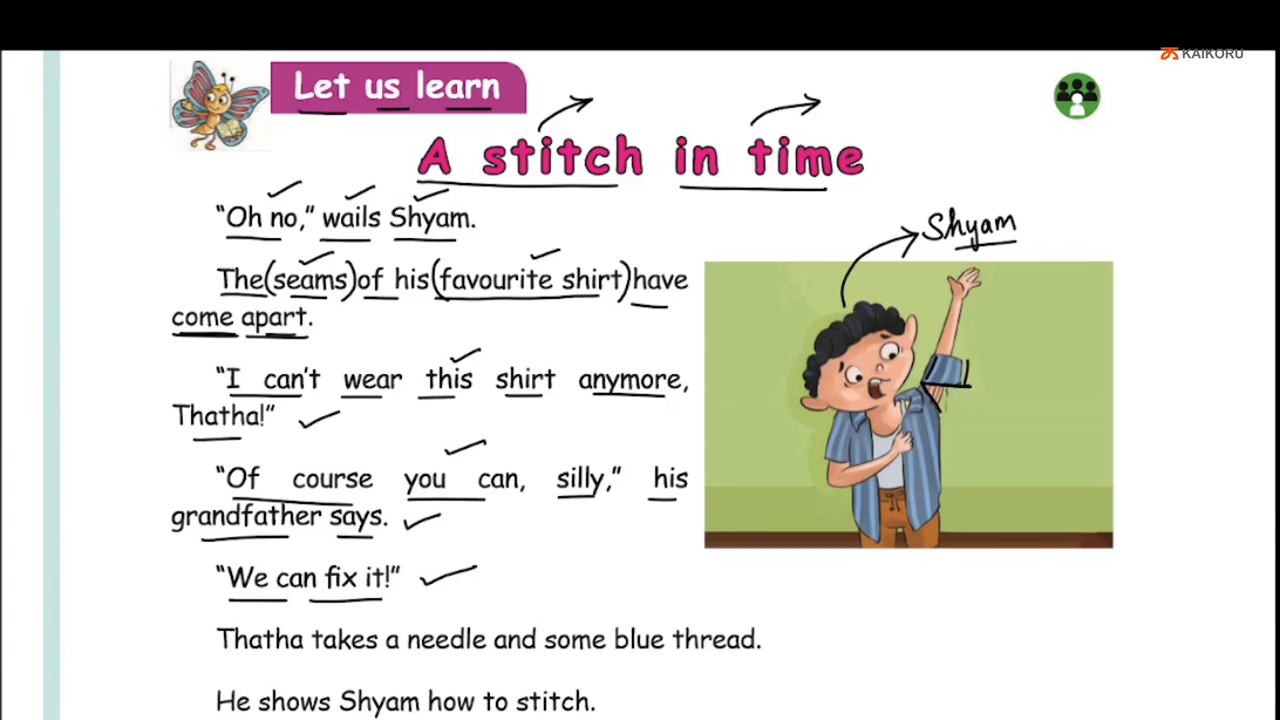 KAIKORU
Let us learn
A stitch in time
"Oh no," wails Shyam.
Shyam
The (seams) of his (favourite shirt) have
come apart.
"I can't wear this shirt anymore,
Thatha!"
"Of course you can, silly," his
grandfather says.
"We can fix it!"
Thatha takes a needle and some blue thread.
He shows Shyam how to stitch.